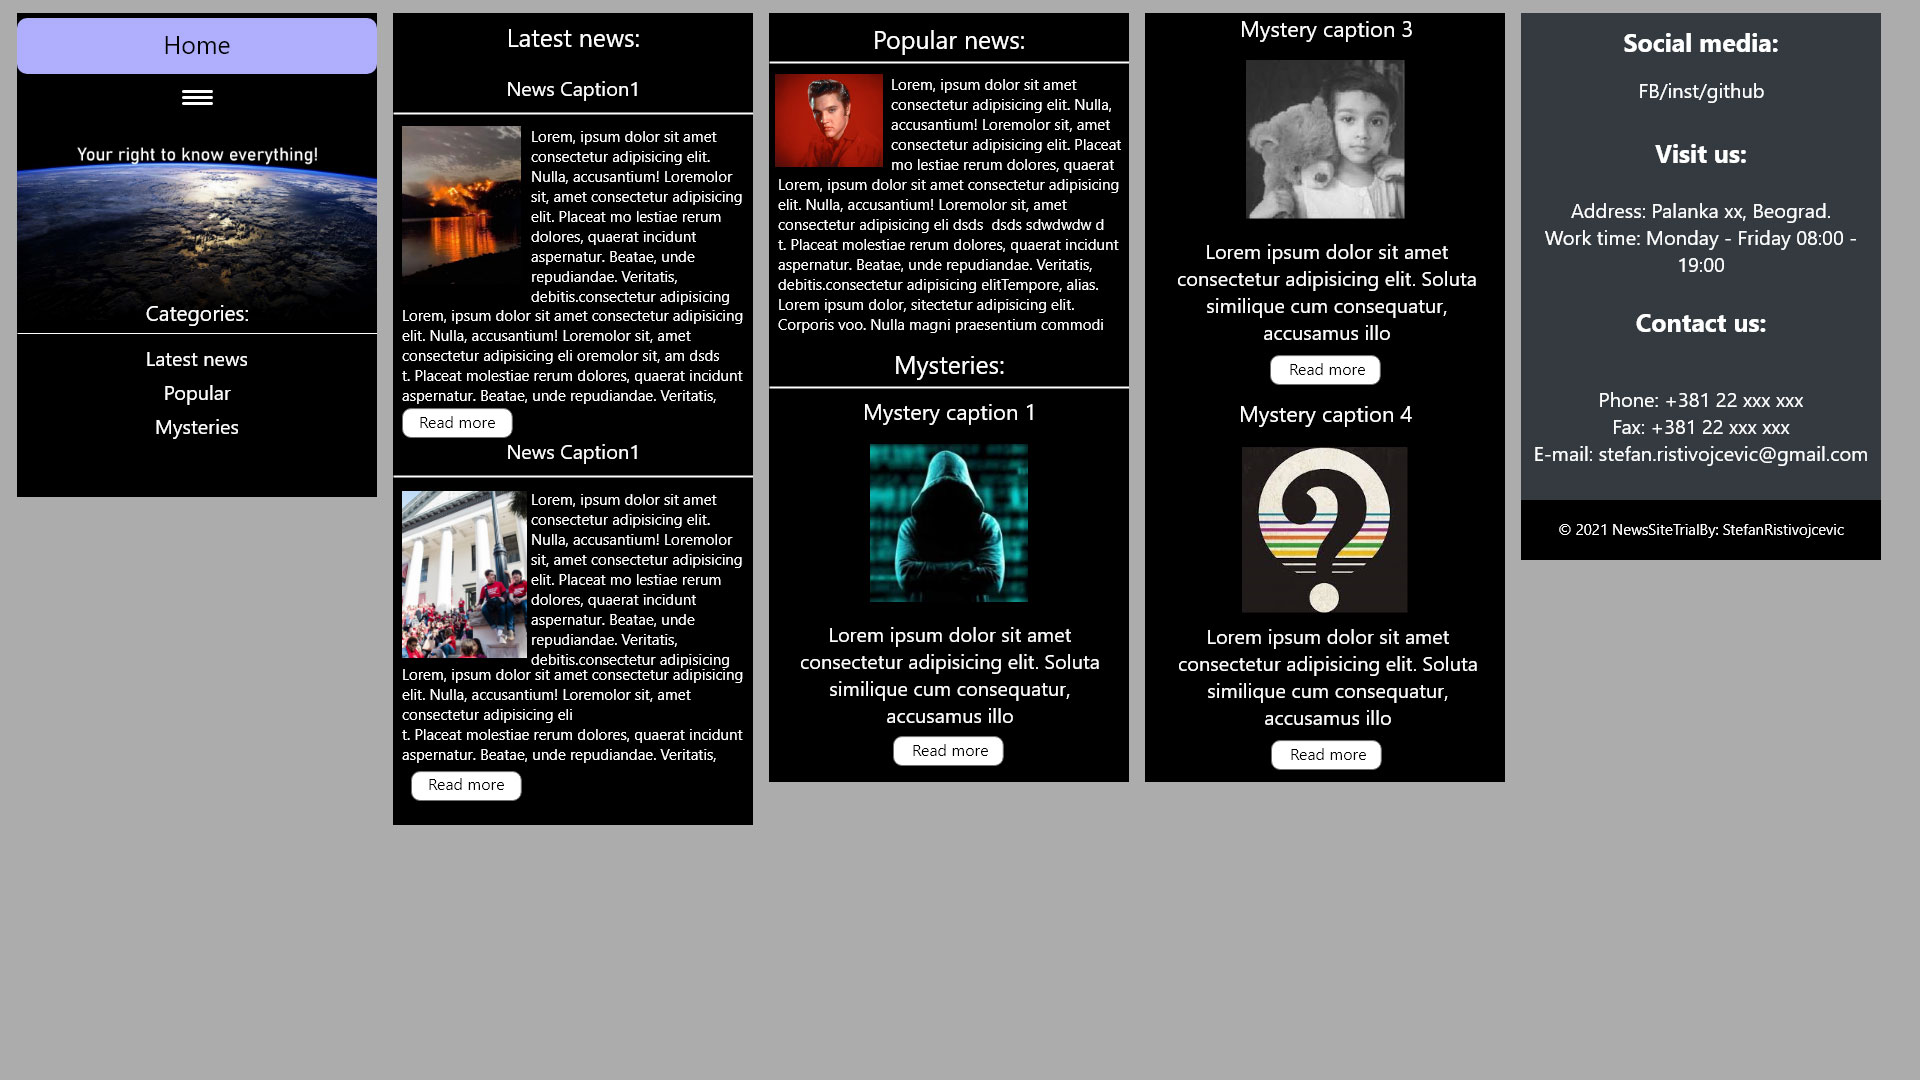 Home
Your right to know everything!
Categories:
Latest news
Popular
Mysteries
Latest news:
News Caption1
Lorem, ipsum dolor sit amet
consectetur adipisicing elit.
Nulla, accusantium! Loremolor
sit, amet consectetur adipisicing
elit. Placeat mo lestiae rerum
dolores, quaerat incidunt
aspernatur. Beatae, unde
repudiandae. Veritatis,
debitis.consectetur adipisicing
Lorem, ipsum dolor sit amet consectetur adipisicing
elit. Nulla, accusantium! Loremolor sit, amet
consectetur adipisicing eli oremolor sit, am dsds
t. Placeat molestiae rerum dolores, quaerat incidunt
aspernatur. Beatae, unde repudiandae. Veritatis,
Read more
News Caption1
Lorem, ipsum dolor sit amet
consectetur adipisicing elit.
Nulla, accusantium! Loremolor
sit, amet consectetur adipisicing
elit. Placeat mo lestiae rerum
dolores, quaerat incidunt
aspernatur. Beatae, unde
repudiandae. Veritatis,
debitis.consectetur adipisicing
Lorem, ipsum dolor sit amet consectetur adipisicing
elit. Nulla, accusantium! Loremolor sit, amet
consectetur adipisicing eli
t. Placeat molestiae rerum dolores, quaerat incidunt
aspernatur. Beatae, unde repudiandae. Veritatis,
Read more
Popular news:
Lorem, ipsum dolor sit amet
consectetur adipisicing elit. Nulla,
accusantium! Loremolor sit, amet
consectetur adipisicing elit. Placeat
mo lestiae rerum dolores, quaerat
Lorem, ipsum dolor sit amet consectetur adipisicing
elit. Nulla, accusantium! Loremolor sit, amet
consectetur adipisicing eli dsds  dsds sdwdwdw d
t. Placeat molestiae rerum dolores, quaerat incidunt
aspernatur. Beatae, unde repudiandae. Veritatis,
debitis.consectetur adipisicing elitTempore, alias.
Lorem ipsum dolor, sitectetur adipisicing elit.
Corporis voo. Nulla magni praesentium commodi
Mysteries:
Mystery caption 1
Lorem ipsum dolor sit amet
consectetur adipisicing elit. Soluta
similique cum consequatur,
accusamus illo
Read more
Mystery caption 3
Lorem ipsum dolor sit amet
consectetur adipisicing elit. Soluta
similique cum consequatur,
accusamus illo
Read more
Mystery caption 4
?
Lorem ipsum dolor sit amet
consectetur adipisicing elit. Soluta
similique cum consequatur,
accusamus illo
Read more
Social media:
FB/inst/github
Visit us:
Address: Palanka xx, Beograd.
Work time: Monday - Friday 08:00 -
19:00
Contact us:
Phone: +381 22 xxx xxx
Fax: +381 22 xxx xxx
E-mail: stefan.ristivojcevic@gmail.com
© 2021 NewsSiteTrialBy: StefanRistivojcevic